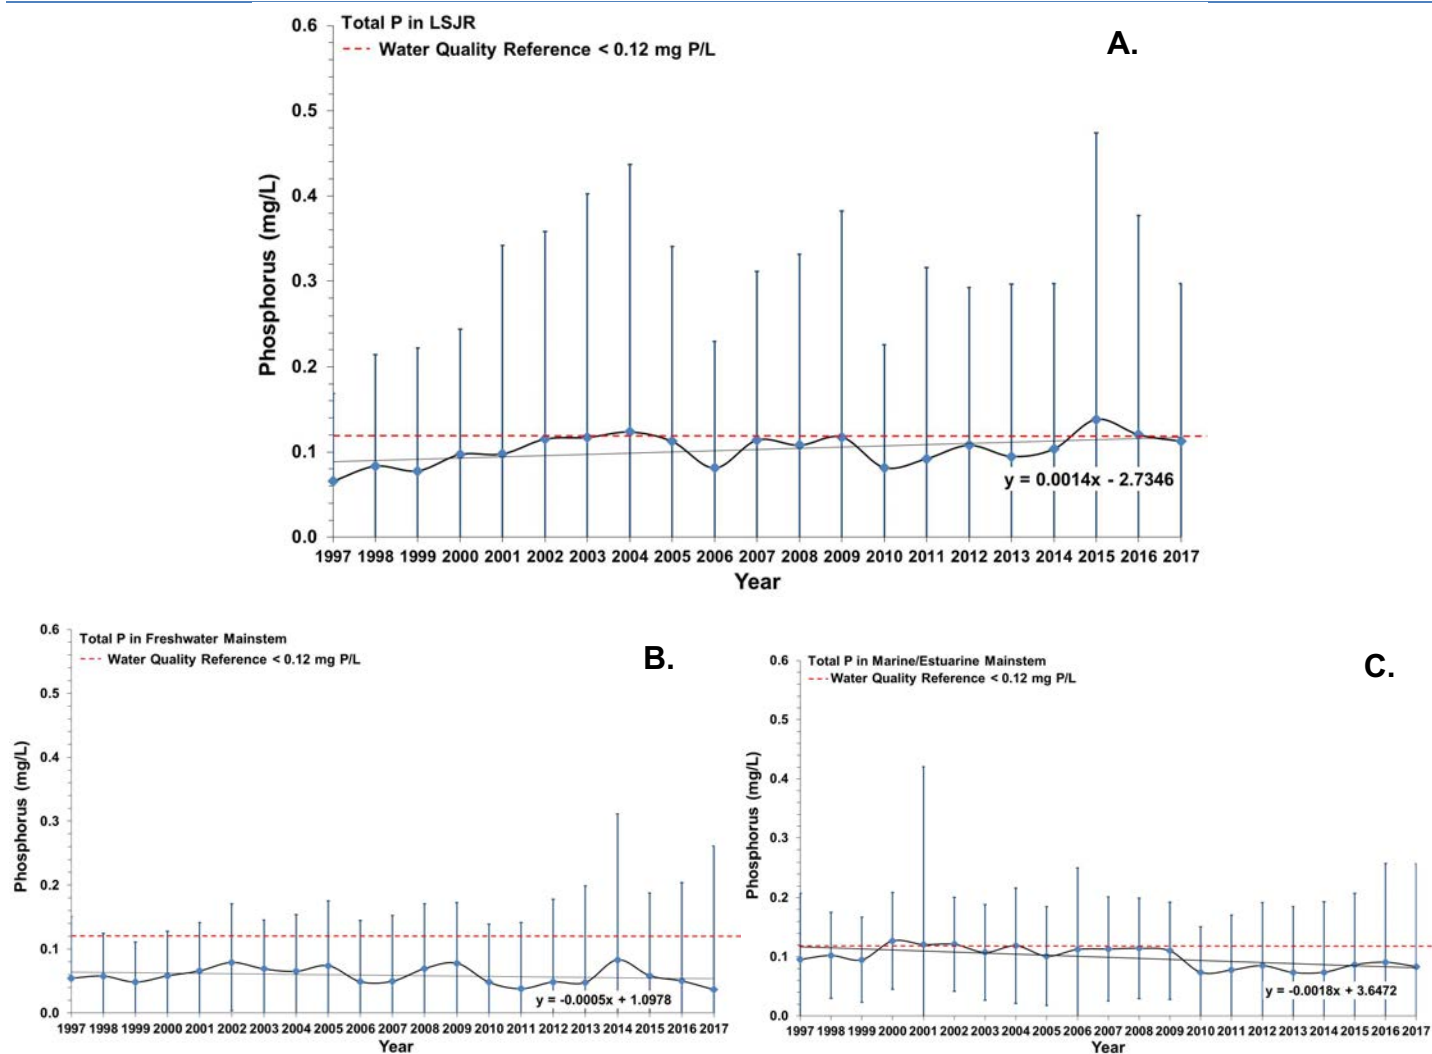 Total P in LSJR
Water Quality Reference < 0.12 mg P/L
A.
0.6
0.5
0.4
0.3
0.2
0.1
0.0
Phosphorus (mg/L)
y = 0.0014x - 2.7346
1997 1998 1999 2000 2001 2002 2003 2004 2005 2006 2007 2008 2009 2010 2011 2012 2013 2014 2015 2016 2017
Year
Total P in Freshwater Mainstem
Water Quality Reference < 0.12 mg P/L
B.
0.6
0.5
0.4
0.3
0.2
0.1
0.0
Phosphorus (mg/L)
y = -0.0005x + 1.0978
1997 1998 1999 2000 2001 2002 2003 2004 2005 2006 2007 2008 2009 2010 2011 2012 2013 2014 2015 2016 2017
Year
Total P in Marine/Estuarine Mainstem
Water Quality Reference < 0.12 mg P/L
C.
0.6
0.5
0.4
0.3
0.2
0.1
0.0
Phosphorus (mg/L)
y = -0.0018x + 3.6472
1997 1998 1999 2000 2001 2002 2003 2004 2005 2006 2007 2008 2009 2010 2011 2012 2013 2014 2015 2016 2017
Year